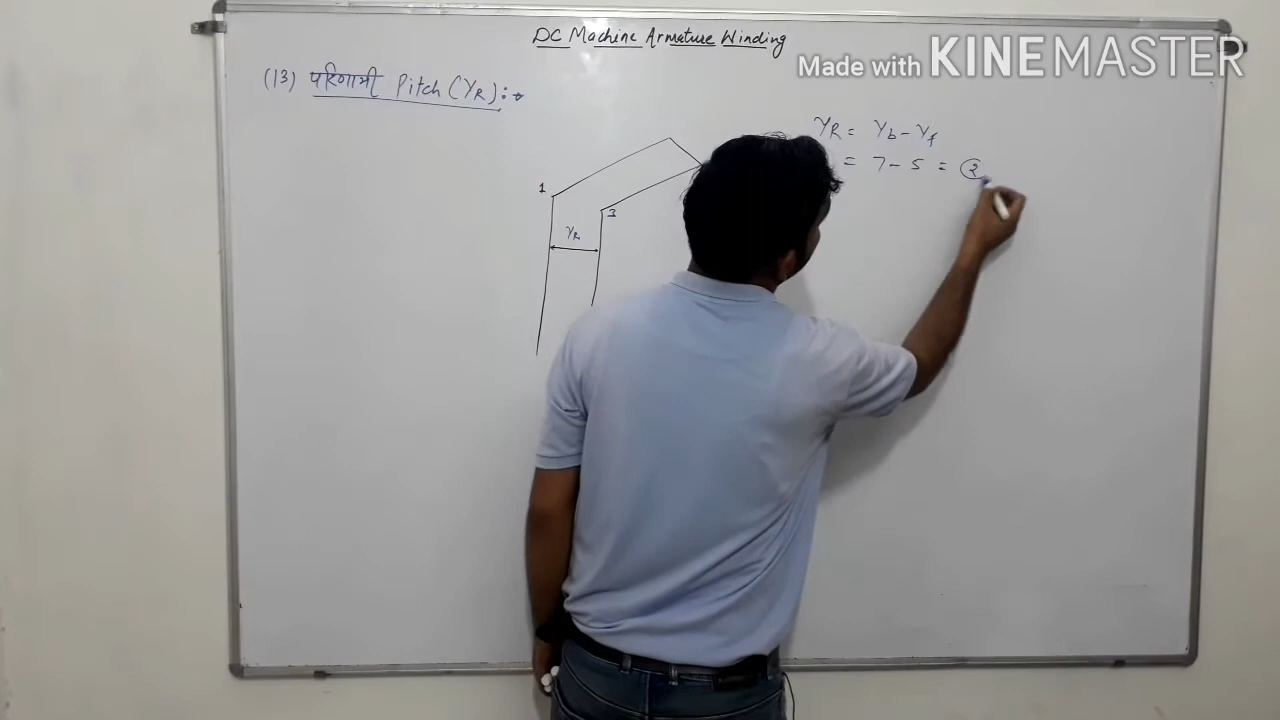 DC Machine Armature Winding
Made with KINEMASTER
(13) परिणामी Pitch (YR) :-
YR = Yb - Yf
= 7 - 5 = 2
1
3
YR